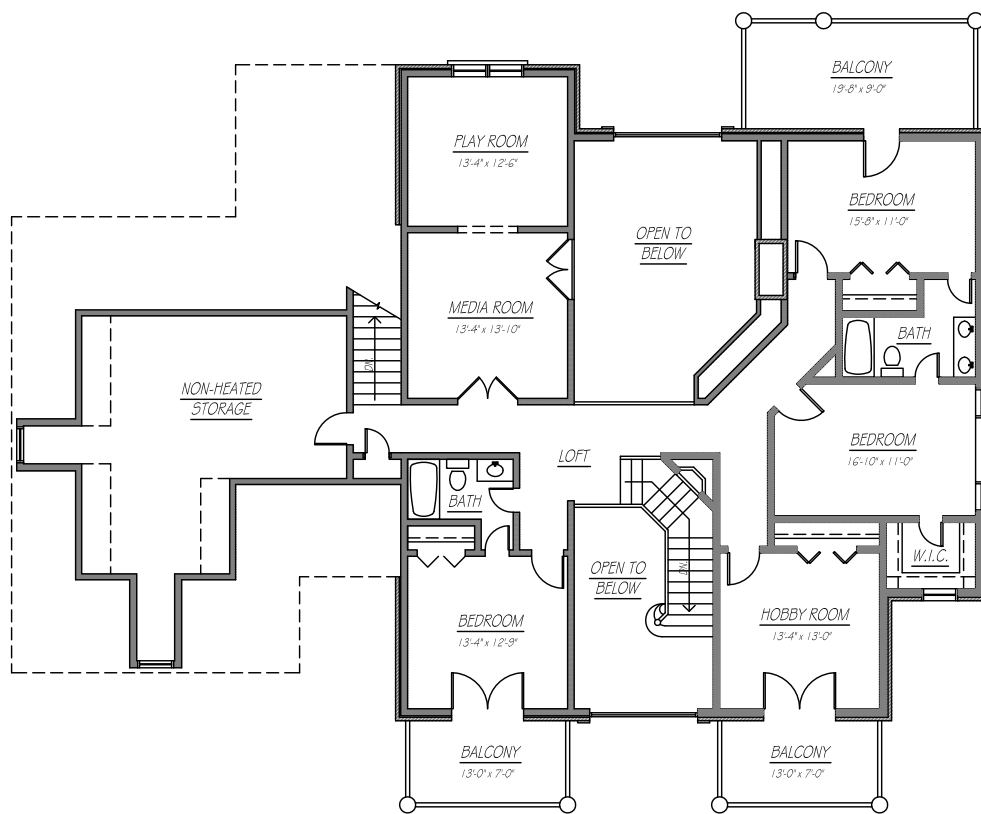 BALCONY
19'-8" x 9'-0"
PLAY ROOM
13'-4" x 12'-6"
BEDROOM
15'-8" x 11'-0"
OPEN TO
BELOW
MEDIA ROOM
13'-4" x 13'-10"
BATH
DN.
NON-HEATED
STORAGE
BEDROOM
16'-10" x 11'-0"
LOFT
BATH
W.I.C.
OPEN TO
BELOW
DN.
BEDROOM
13'-4" x 12'-9"
HOBBY ROOM
13'-4" x 13'-0"
BALCONY
13'-0" x 7'-0"
BALCONY
13'-0" x 7'-0"